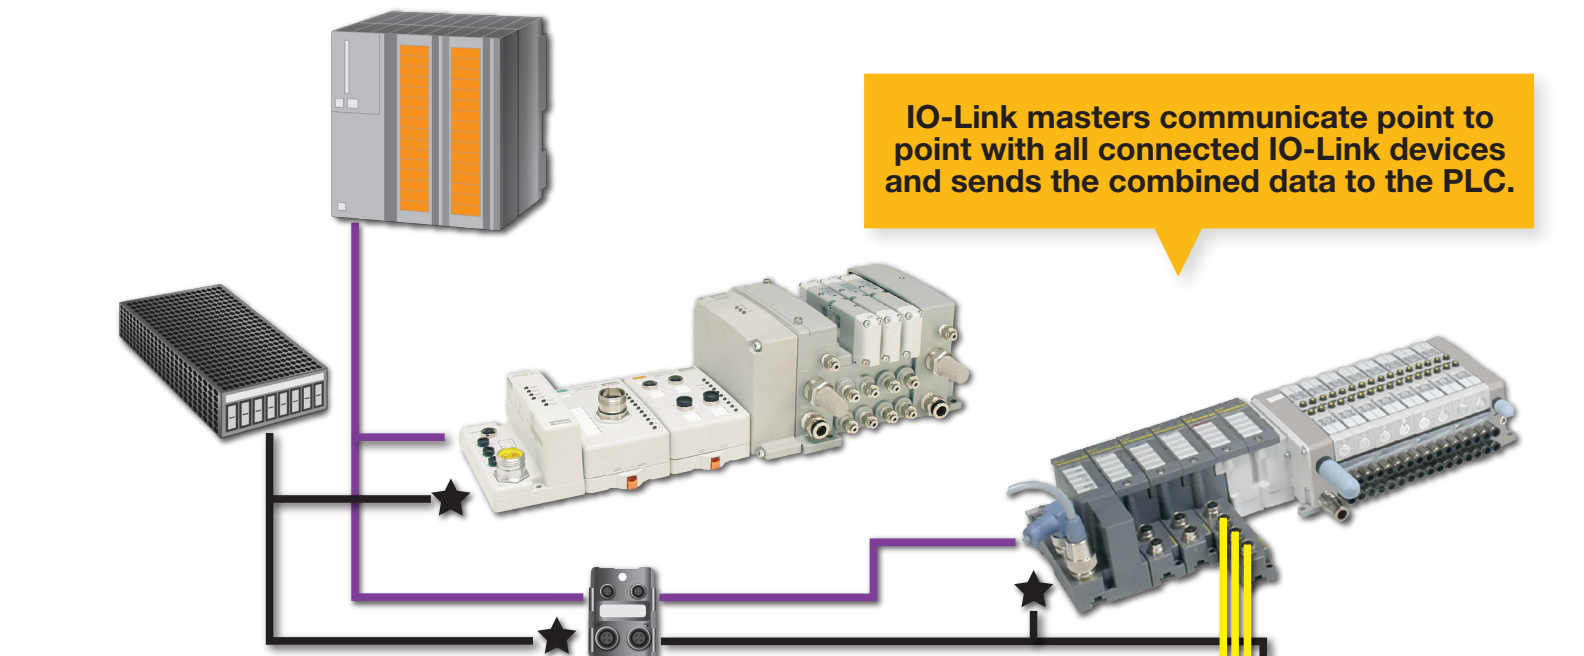 IO-Link masters communicate point to
point with all connected IO-Link devices
and sends the combined data to the PLC.